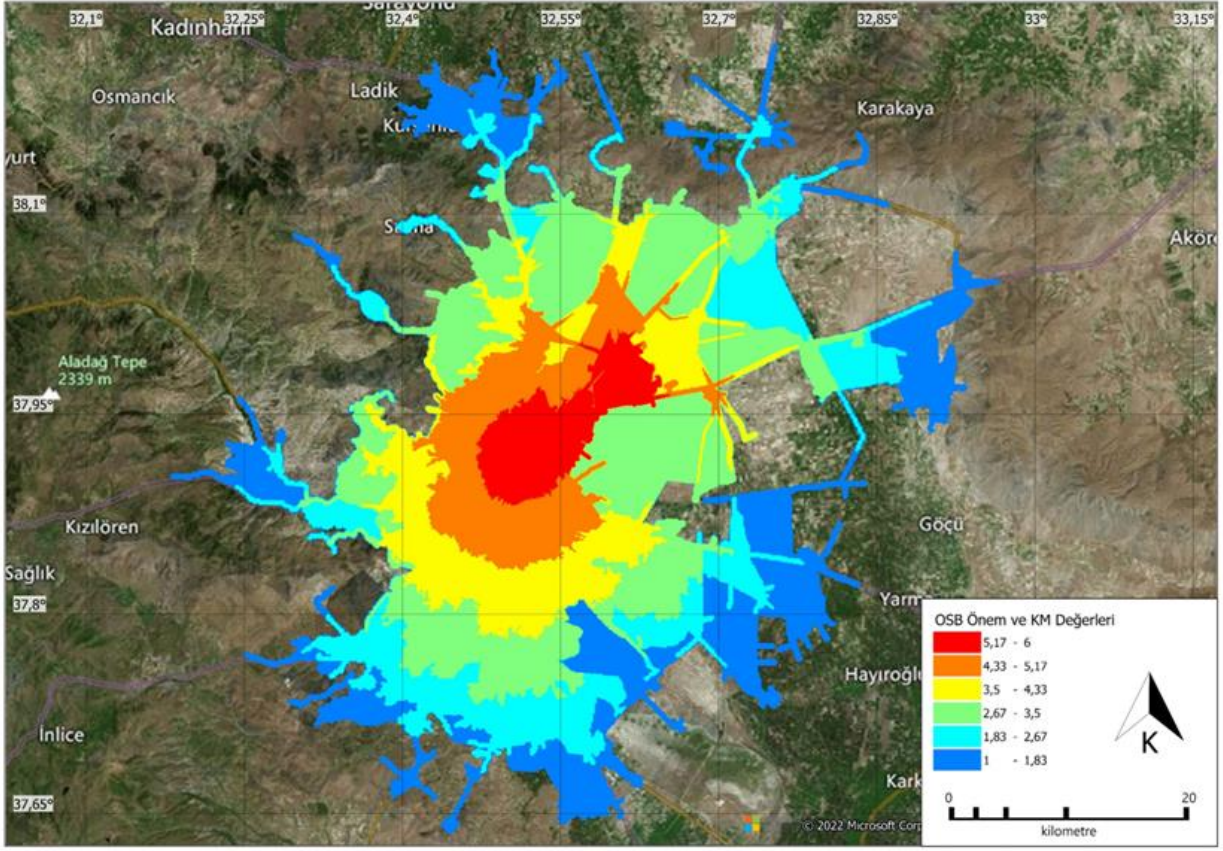 Sarayönü
32,1° 32,25° 32,4° 32,55° 32,7° 32,85° 33° 33,15°
Kadınhanı
Osmancık
Ladik
Karakaya
yurt
38,1°
Aladağ Tepe
2339 m
37,95°
Kızılören
Göçü
Sağlık
37,8°
OSB Önem ve KM Değerleri
5,17 - 6
4,33 - 5,17
3,5 - 4,33
2,67 - 3,5
1,83 - 2,67
1 - 1,83
K
0 20
kilometre
Hayıroğlu
İnlice
Kark
37,65°
© 2022 Microsoft Corp